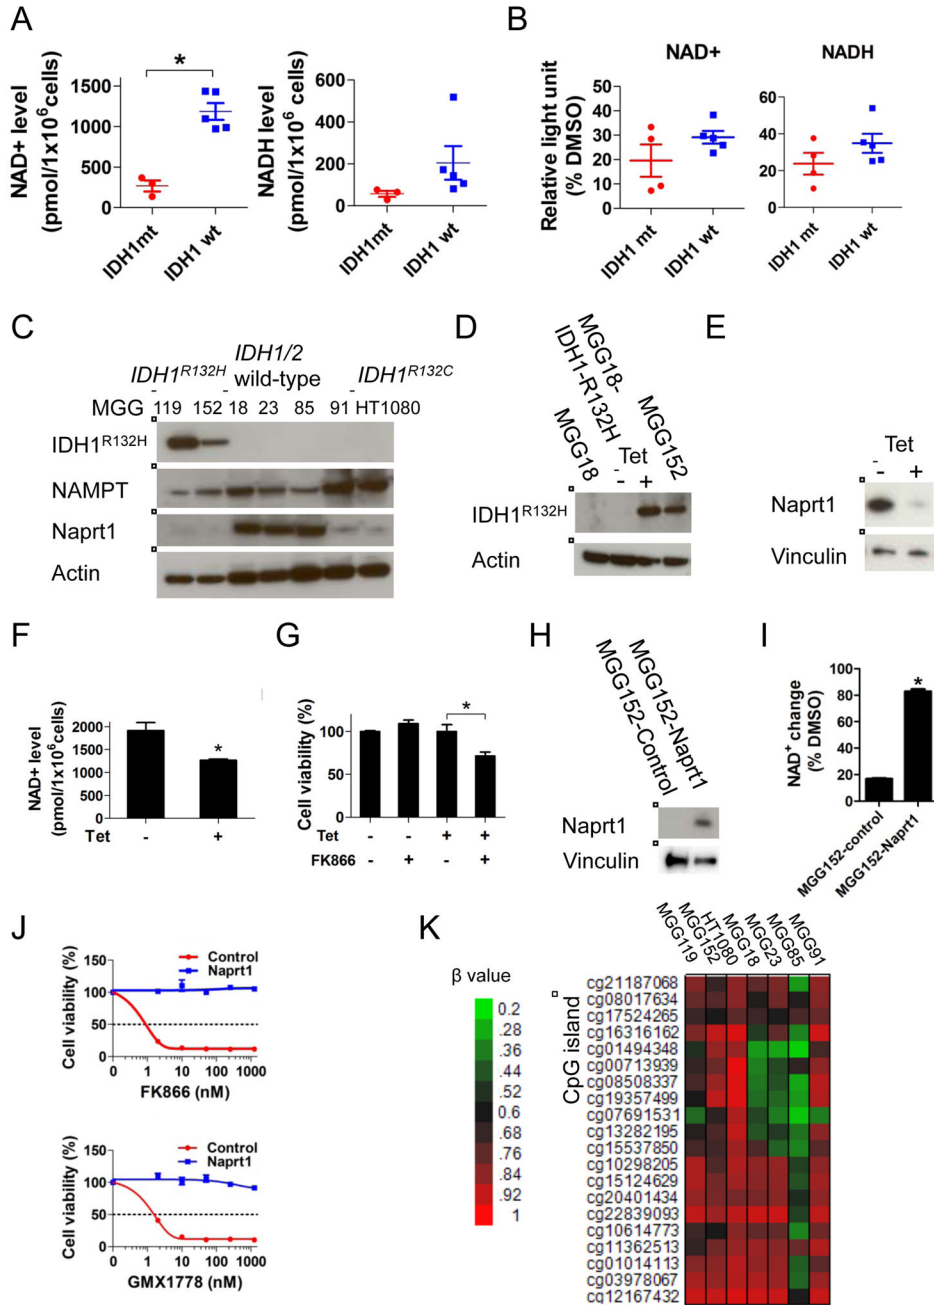 A
NAD+ level
(pmol/1x10⁶cells)
1500
1000
500
0
*
IDH1mt
IDH1 wt
NADH level
(pmol/1x10⁶cells)
600
400
200
0
IDH1mt
IDH1 wt
B
Relative light unit
(% DMSO)
NAD+
50
40
30
20
10
0
IDH1 mt
IDH1 wt
NADH
60
40
20
0
IDH1 mt
IDH1 wt
C
IDH1/2
IDH1R132H wild-type IDH1R132C
MGG 119 152 18 23 85 91 HT1080
IDH1R132H
NAMPT
Naprt1
Actin
D
MGG18
MGG18-
IDH1-R132H
MGG152
Tet
- +
IDH1R132H
Actin
E
Tet
- +
Naprt1
Vinculin
F
NAD+ level
(pmol/1x10⁶cells)
2000
1500
1000
500
0
*
Tet - +
G
Cell viability (%)
150
100
50
0
*
Tet - - + +
FK866 - + - +
H
MGG152-Control
MGG152-Naprt1
Naprt1
Vinculin
I
NAD+ change
(% DMSO)
100
80
60
40
20
0
*
MGG152-control
MGG152-Naprt1
J
Cell viability (%)
150
100
50
0
Control
Naprt1
0 1 10 100 1000
FK866 (nM)
Cell viability (%)
150
100
50
0
Control
Naprt1
0 1 10 100 1000
GMX1778 (nM)
K
β value
0.2
.28
.36
.44
.52
0.6
.68
.76
.84
.92
1
CpG island
MGG119
MGG152
HT1080
MGG18
MGG23
MGG85
MGG91
cg21187068
cg08017634
cg17524265
cg16316162
cg01494348
cg00713939
cg08508337
cg19357499
cg07691531
cg13282195
cg15537850
cg10298205
cg15124629
cg20401434
cg22839093
cg10614773
cg11362513
cg01014113
cg03978067
cg12167432